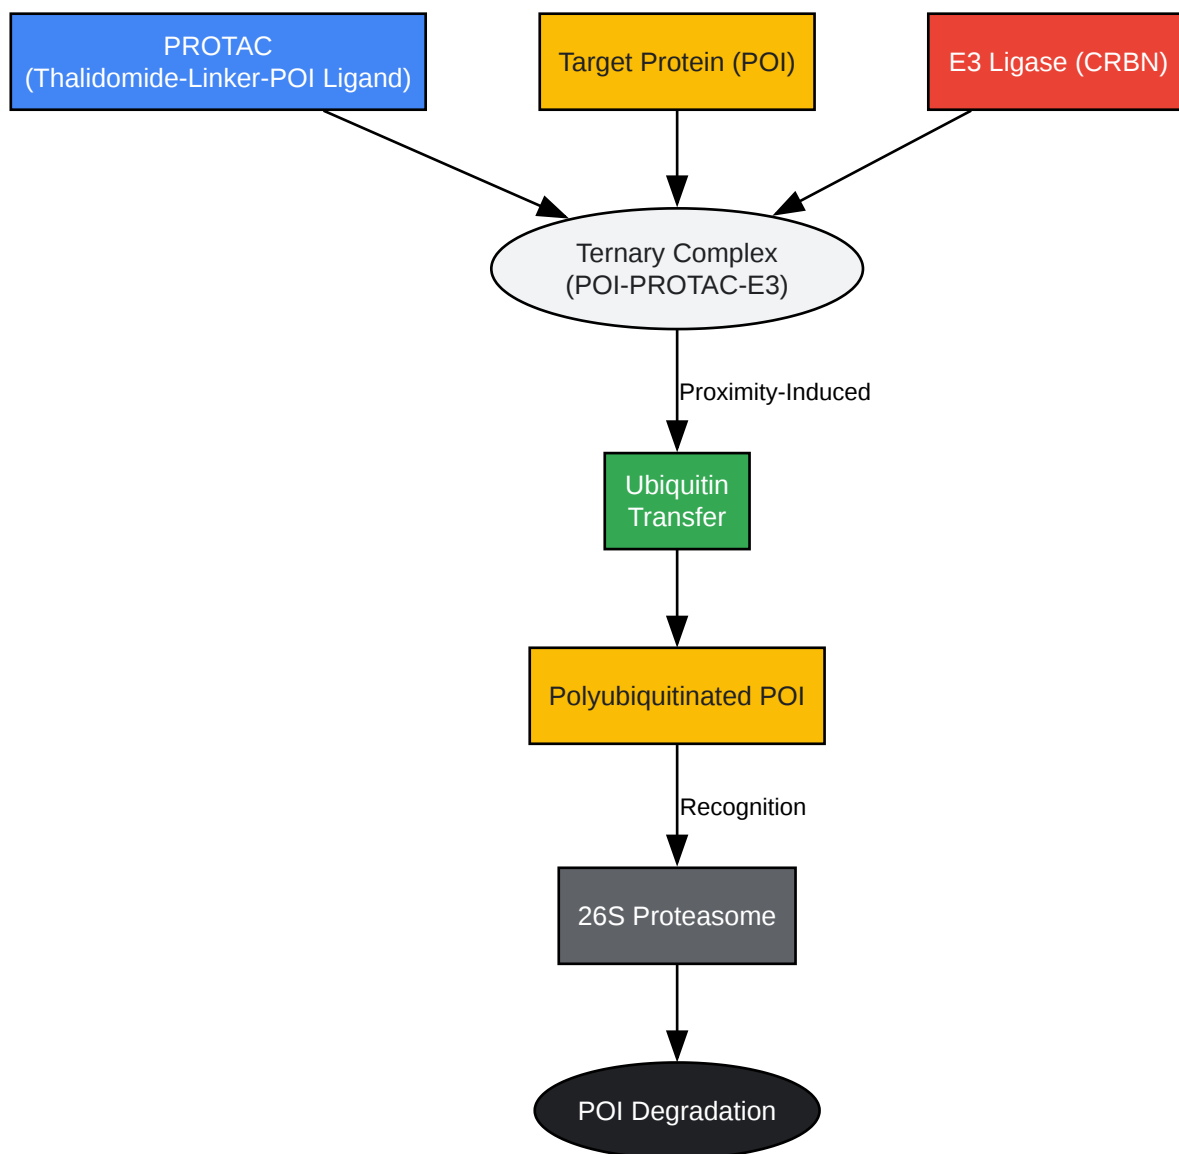 PROTAC
(Thalidomide-Linker-POI Ligand)
Target Protein (POI)
E3 Ligase (CRBN)
Ternary Complex
(POI-PROTAC-E3)
Proximity-Induced
Ubiquitin
Transfer
Polyubiquitinated POI
Recognition
26S Proteasome
POI Degradation